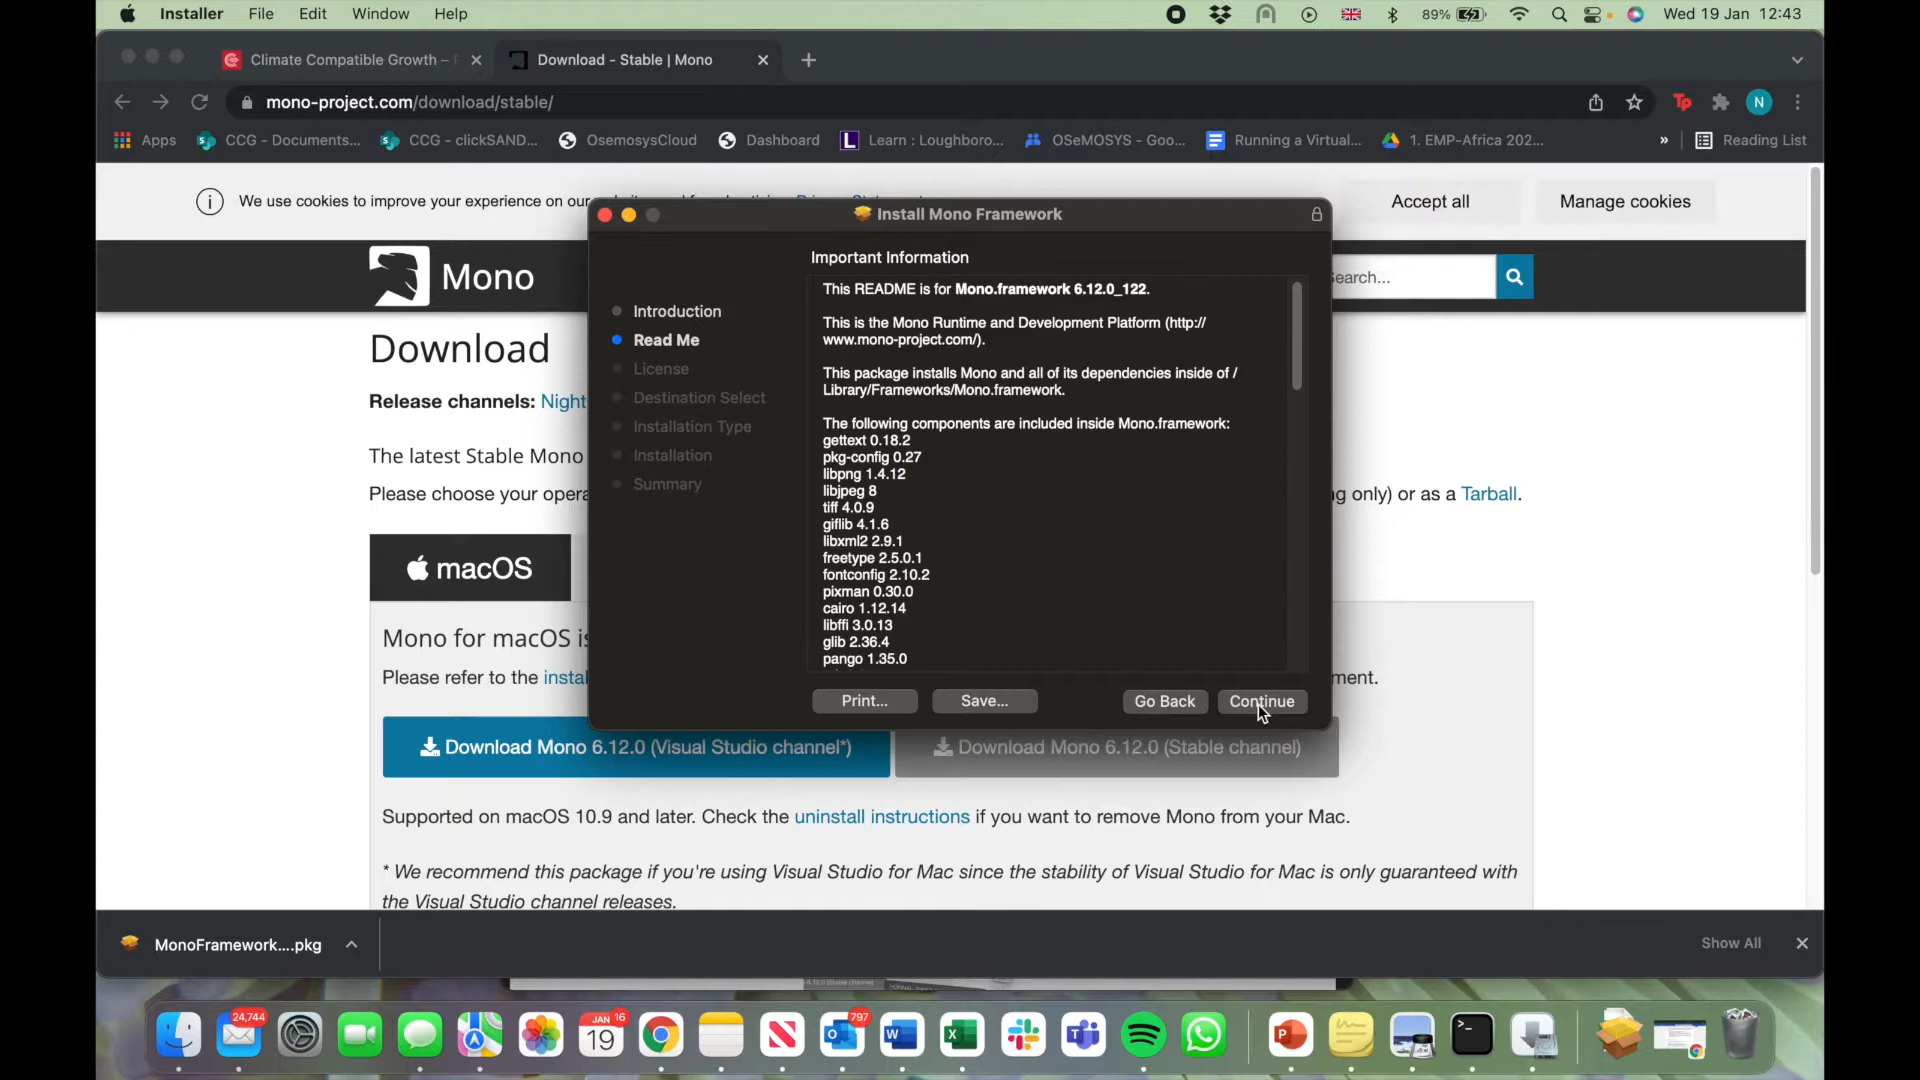 Installer File Edit Window Help 89% Wed 19 Jan 12:43
Climate Compatible Growth – Download - Stable | Mono
mono-project.com/download/stable/ Tp N
Apps CCG - Documents... CCG - clickSAND... OsemosysCloud Dashboard L Learn : Loughboro... OSeMOSYS - Goo... Running a Virtual... 1. EMP-Africa 202... » Reading List
We use cookies to improve your experience on our Accept all Manage cookies
Install Mono Framework
Mono
earch...
Important Information
Introduction
Read Me
License
Destination Select
Installation Type
Installation
Summary
This README is for Mono.framework 6.12.0_122.
This is the Mono Runtime and Development Platform (http://
www.mono-project.com/).
This package installs Mono and all of its dependencies inside of /
Library/Frameworks/Mono.framework.
The following components are included inside Mono.framework:
gettext 0.18.2
pkg-config 0.27
libpng 1.4.12
libjpeg 8
tiff 4.0.9
giflib 4.1.6
libxml2 2.9.1
freetype 2.5.0.1
fontconfig 2.10.2
pixman 0.30.0
cairo 1.12.14
libffi 3.0.13
glib 2.36.4
pango 1.35.0
Print... Save... Go Back Continue
Download
Release channels: Night
The latest Stable Mono
Please choose your opera ng only) or as a Tarball.
macOS
Mono for macOS is
Please refer to the instal ment.
Download Mono 6.12.0 (Visual Studio channel*) Download Mono 6.12.0 (Stable channel)
Supported on macOS 10.9 and later. Check the uninstall instructions if you want to remove Mono from your Mac.
* We recommend this package if you're using Visual Studio for Mac since the stability of Visual Studio for Mac is only guaranteed with
the Visual Studio channel releases.
MonoFramework....pkg Show All
24,744 JAN 16 797
19 W X P